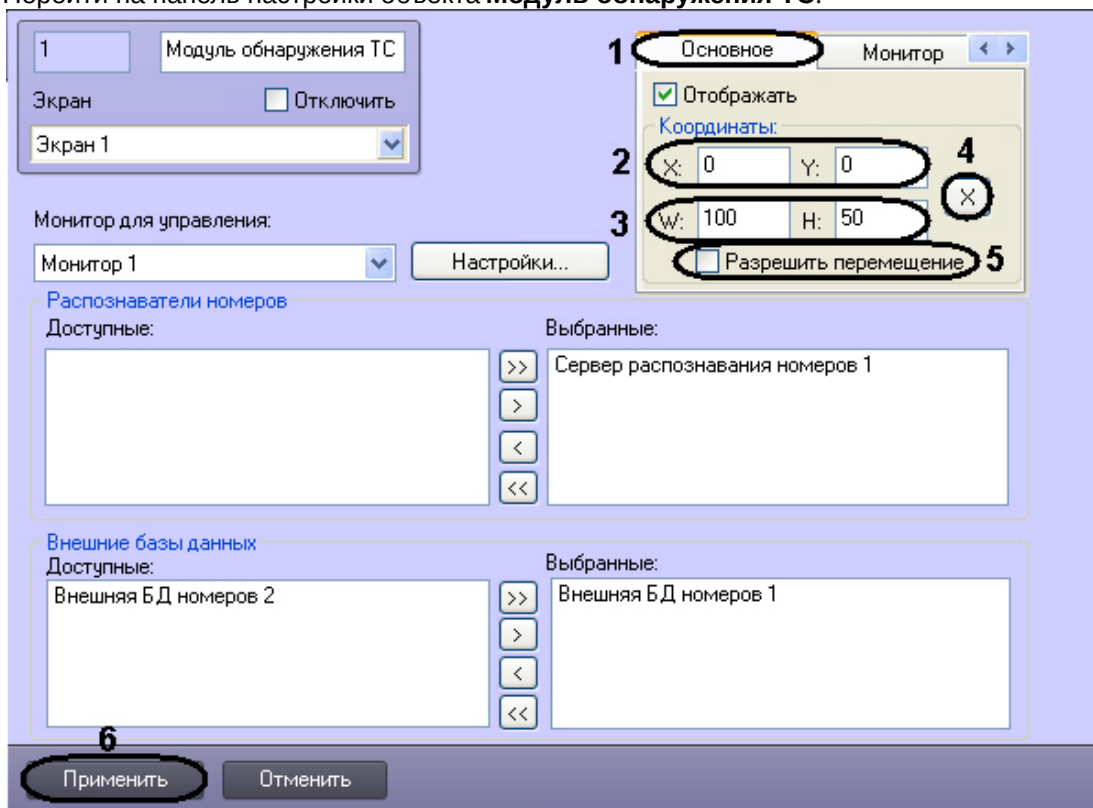 Перейти на панель настройки объекта Модуль обнаружения ТС.
1 Модуль обнаружения ТС
Экран Отключить
Экран 1
1 Основное Монитор
Отображать
Координаты:
2 X: 0 Y: 0 4
X
3 W: 100 H: 50
Разрешить перемещение 5
Монитор для управления:
Монитор 1 Настройки...
Распознаватели номеров
Доступные: Выбранные:
Сервер распознавания номеров 1
>>
>
<
<<
Внешние базы данных
Доступные: Выбранные:
Внешняя БД номеров 2 >> Внешняя БД номеров 1
>
<
<<
6
Применить Отменить